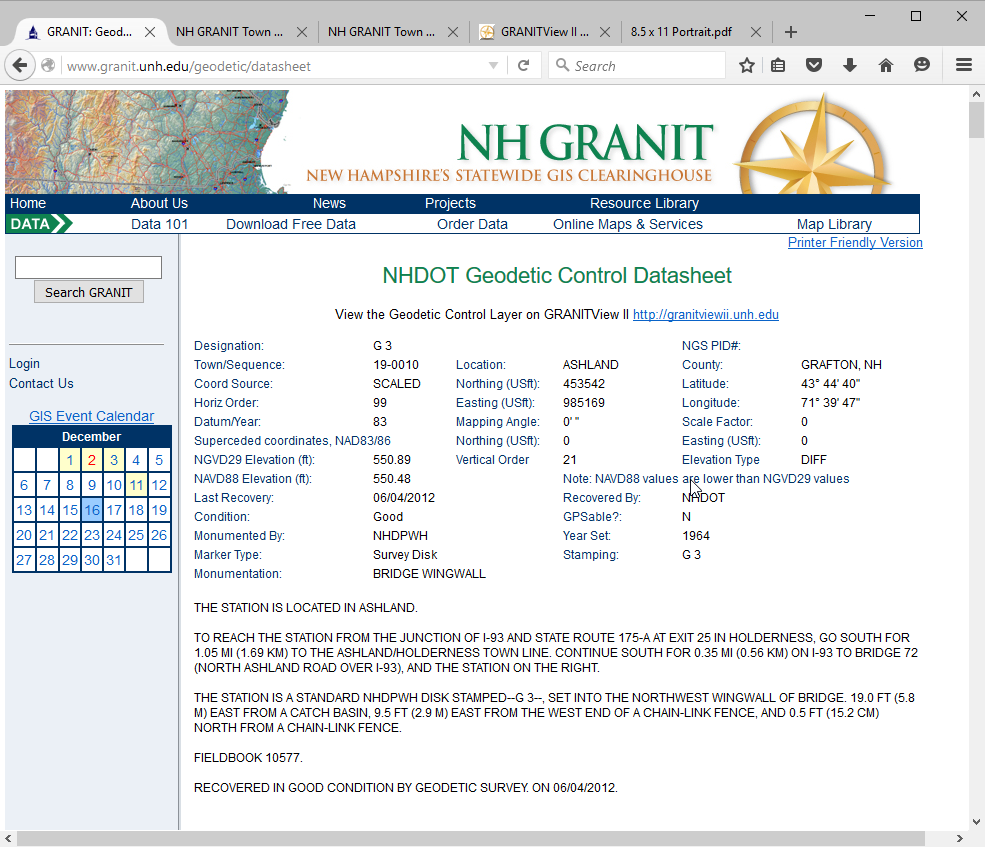 GRANIT: Geod...
NH GRANIT Town ...
NH GRANIT Town ...
GRANITView II ...
8.5 x 11 Portrait.pdf
www.granit.unh.edu/geodetic/datasheet
Search
NH GRANIT
NEW HAMPSHIRE'S STATEWIDE GIS CLEARINGHOUSE
Home About Us News Projects Resource Library
DATA Data 101 Download Free Data Order Data Online Maps & Services Map Library
Printer Friendly Version
Search GRANIT
Login
Contact Us
GIS Event Calendar
December
1 2 3 4 5
6 7 8 9 10 11 12
13 14 15 16 17 18 19
20 21 22 23 24 25 26
27 28 29 30 31
NHDOT Geodetic Control Datasheet
View the Geodetic Control Layer on GRANITView II http://granitviewii.unh.edu
Designation: G 3 NGS PID#:
Town/Sequence: 19-0010 Location: ASHLAND County: GRAFTON, NH
Coord Source: SCALED Northing (USft): 453542 Latitude: 43° 44' 40"
Horiz Order: 99 Easting (USft): 985169 Longitude: 71° 39' 47"
Datum/Year: 83 Mapping Angle: 0' " Scale Factor: 0
Superceded coordinates, NAD83/86 Northing (USft): 0 Easting (USft): 0
NGVD29 Elevation (ft): 550.89 Vertical Order 21 Elevation Type DIFF
NAVD88 Elevation (ft): 550.48 Note: NAVD88 values are lower than NGVD29 values
Last Recovery: 06/04/2012 Recovered By: NHDOT
Condition: Good GPSable?: N
Monumented By: NHDPWH Year Set: 1964
Marker Type: Survey Disk Stamping: G 3
Monumentation: BRIDGE WINGWALL
THE STATION IS LOCATED IN ASHLAND.
TO REACH THE STATION FROM THE JUNCTION OF I-93 AND STATE ROUTE 175-A AT EXIT 25 IN HOLDERNESS, GO SOUTH FOR
1.05 MI (1.69 KM) TO THE ASHLAND/HOLDERNESS TOWN LINE. CONTINUE SOUTH FOR 0.35 MI (0.56 KM) ON I-93 TO BRIDGE 72
(NORTH ASHLAND ROAD OVER I-93), AND THE STATION ON THE RIGHT.
THE STATION IS A STANDARD NHDPWH DISK STAMPED--G 3--, SET INTO THE NORTHWEST WINGWALL OF BRIDGE. 19.0 FT (5.8
M) EAST FROM A CATCH BASIN, 9.5 FT (2.9 M) EAST FROM THE WEST END OF A CHAIN-LINK FENCE, AND 0.5 FT (15.2 CM)
NORTH FROM A CHAIN-LINK FENCE.
FIELDBOOK 10577.
RECOVERED IN GOOD CONDITION BY GEODETIC SURVEY. ON 06/04/2012.